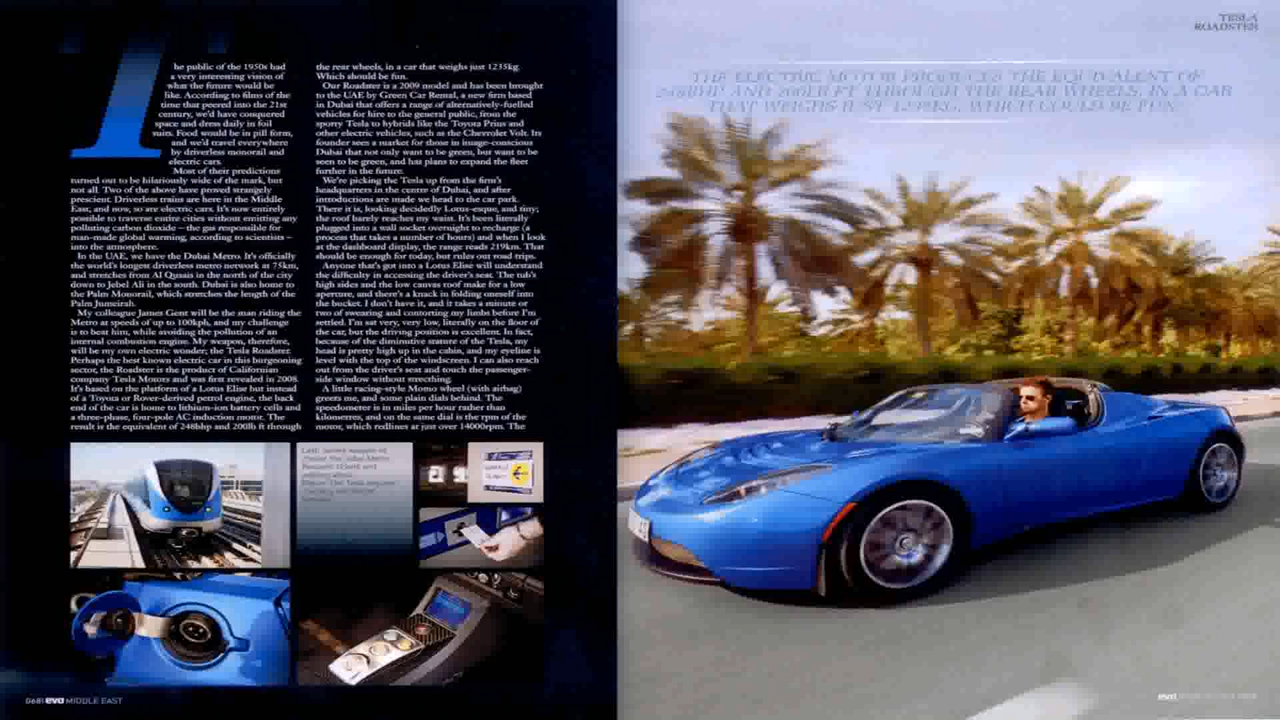 The public of the 1950s had
a very interesting vision of
what the future would be
like. According to films of the
time that peered into the 21st
century, we'd have conquered
space and dress daily in foil
suits. Food would be in pill form,
and we'd travel everywhere
by driverless monorail and
electric cars.
Most of their predictions
turned out to be hilariously wide of the mark, but
not all. Two of the above have proved strangely
prescient. Driverless trains are here in the Middle
East, and now, so are electric cars. It's now entirely
possible to traverse entire cities without emitting any
polluting carbon dioxide – the gas responsible for
man-made global warming, according to scientists –
into the atmosphere.
In the UAE, we have the Dubai Metro. It's officially
the world's longest driverless metro network at 75km,
and stretches from Al Qusais in the north of the city
down to Jebel Ali in the south. Dubai is also home to
the Palm Monorail, which stretches the length of the
Palm Jumeirah.
My colleague James Gent will be the man riding the
Metro at speeds of up to 100kph, and my challenge
is to beat him, while avoiding the pollution of an
internal combustion engine. My weapon, therefore,
will be my own electric wonder; the Tesla Roadster.
Perhaps the best known electric car in this burgeoning
sector, the Roadster is the product of Californian
company Tesla Motors and was first revealed in 2008.
It's based on the platform of a Lotus Elise but instead
of a Toyota or Rover-derived petrol engine, the back
end of the car is home to lithium-ion battery cells and
a three-phase, four-pole AC induction motor. The
result is the equivalent of 248bhp and 200lb ft through
the rear wheels, in a car that weighs just 1235kg.
Which should be fun.
Our Roadster is a 2009 model and has been brought
to the UAE by Green Car Rental, a new firm based
in Dubai that offers a range of alternatively-fuelled
vehicles for hire to the general public, from the
sporty Tesla to hybrids like the Toyota Prius and
other electric vehicles, such as the Chevrolet Volt. Its
founder sees a market for those in image-conscious
Dubai that not only want to be green, but want to be
seen to be green, and has plans to expand the fleet
further in the future.
We're picking the Tesla up from the firm's
headquarters in the centre of Dubai, and after
introductions are made we head to the car park.
There it is, looking decidedly Lotus-esque, and tiny;
the roof barely reaches my waist. It's been literally
plugged into a wall socket overnight to recharge (a
process that takes a number of hours) and when I look
at the dashboard display, the range reads 219km. That
should be enough for today, but rules out road trips.
Anyone that's got into a Lotus Elise will understand
the difficulty in accessing the driver's seat. The tub's
high sides and the low canvas roof make for a low
aperture, and there's a knack in folding oneself into
the bucket. I don't have it, and it takes a minute or
two of swearing and contorting my limbs before I'm
settled. I'm sat very, very low, literally on the floor of
the car, but the driving position is excellent. In fact,
because of the diminutive stature of the Tesla, my
head is pretty high up in the cabin, and my eyeline is
level with the top of the windscreen. I can also reach
out from the driver's seat and touch the passenger-
side window without stretching.
A little racing-style Momo wheel (with airbag)
greets me, and some plain dials behind. The
speedometer is in miles per hour rather than
kilometres, and on the same dial is the rpm of the
motor, which redlines at just over 14000rpm. The
068 | evo MIDDLE EAST
TESLA
ROADSTER
THE ELECTRIC MOTOR PRODUCES THE EQUIVALENT OF
248BHP AND 200LB FT THROUGH THE REAR WHEELS, IN A CAR
THAT WEIGHS JUST 1235KG. WHICH COULD BE FUN
evo